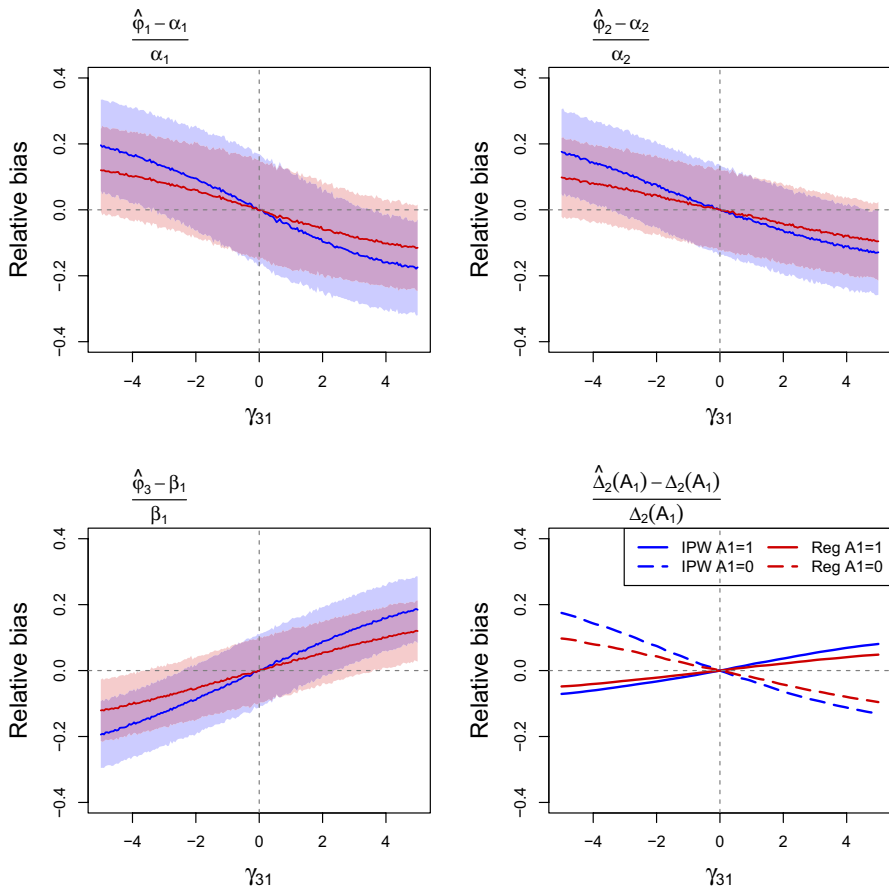 φ̂₁ − α₁
α₁
0.4
0.2
0.0
−0.2
−0.4
Relative bias
−4 −2 0 2 4
γ₃₁
φ̂₂ − α₂
α₂
0.4
0.2
0.0
−0.2
−0.4
Relative bias
−4 −2 0 2 4
γ₃₁
φ̂₃ − β₁
β₁
0.4
0.2
0.0
−0.2
−0.4
Relative bias
−4 −2 0 2 4
γ₃₁
Δ̂₂(A₁) − Δ₂(A₁)
Δ₂(A₁)
IPW A1=1 Reg A1=1
IPW A1=0 Reg A1=0
0.4
0.2
0.0
−0.2
−0.4
Relative bias
−4 −2 0 2 4
γ₃₁